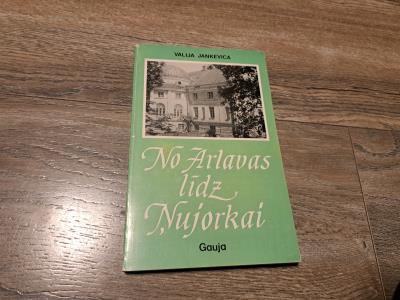 VALIJA JANKEVICA
No Arlavas
līdz
Ņujorkai
Gauja